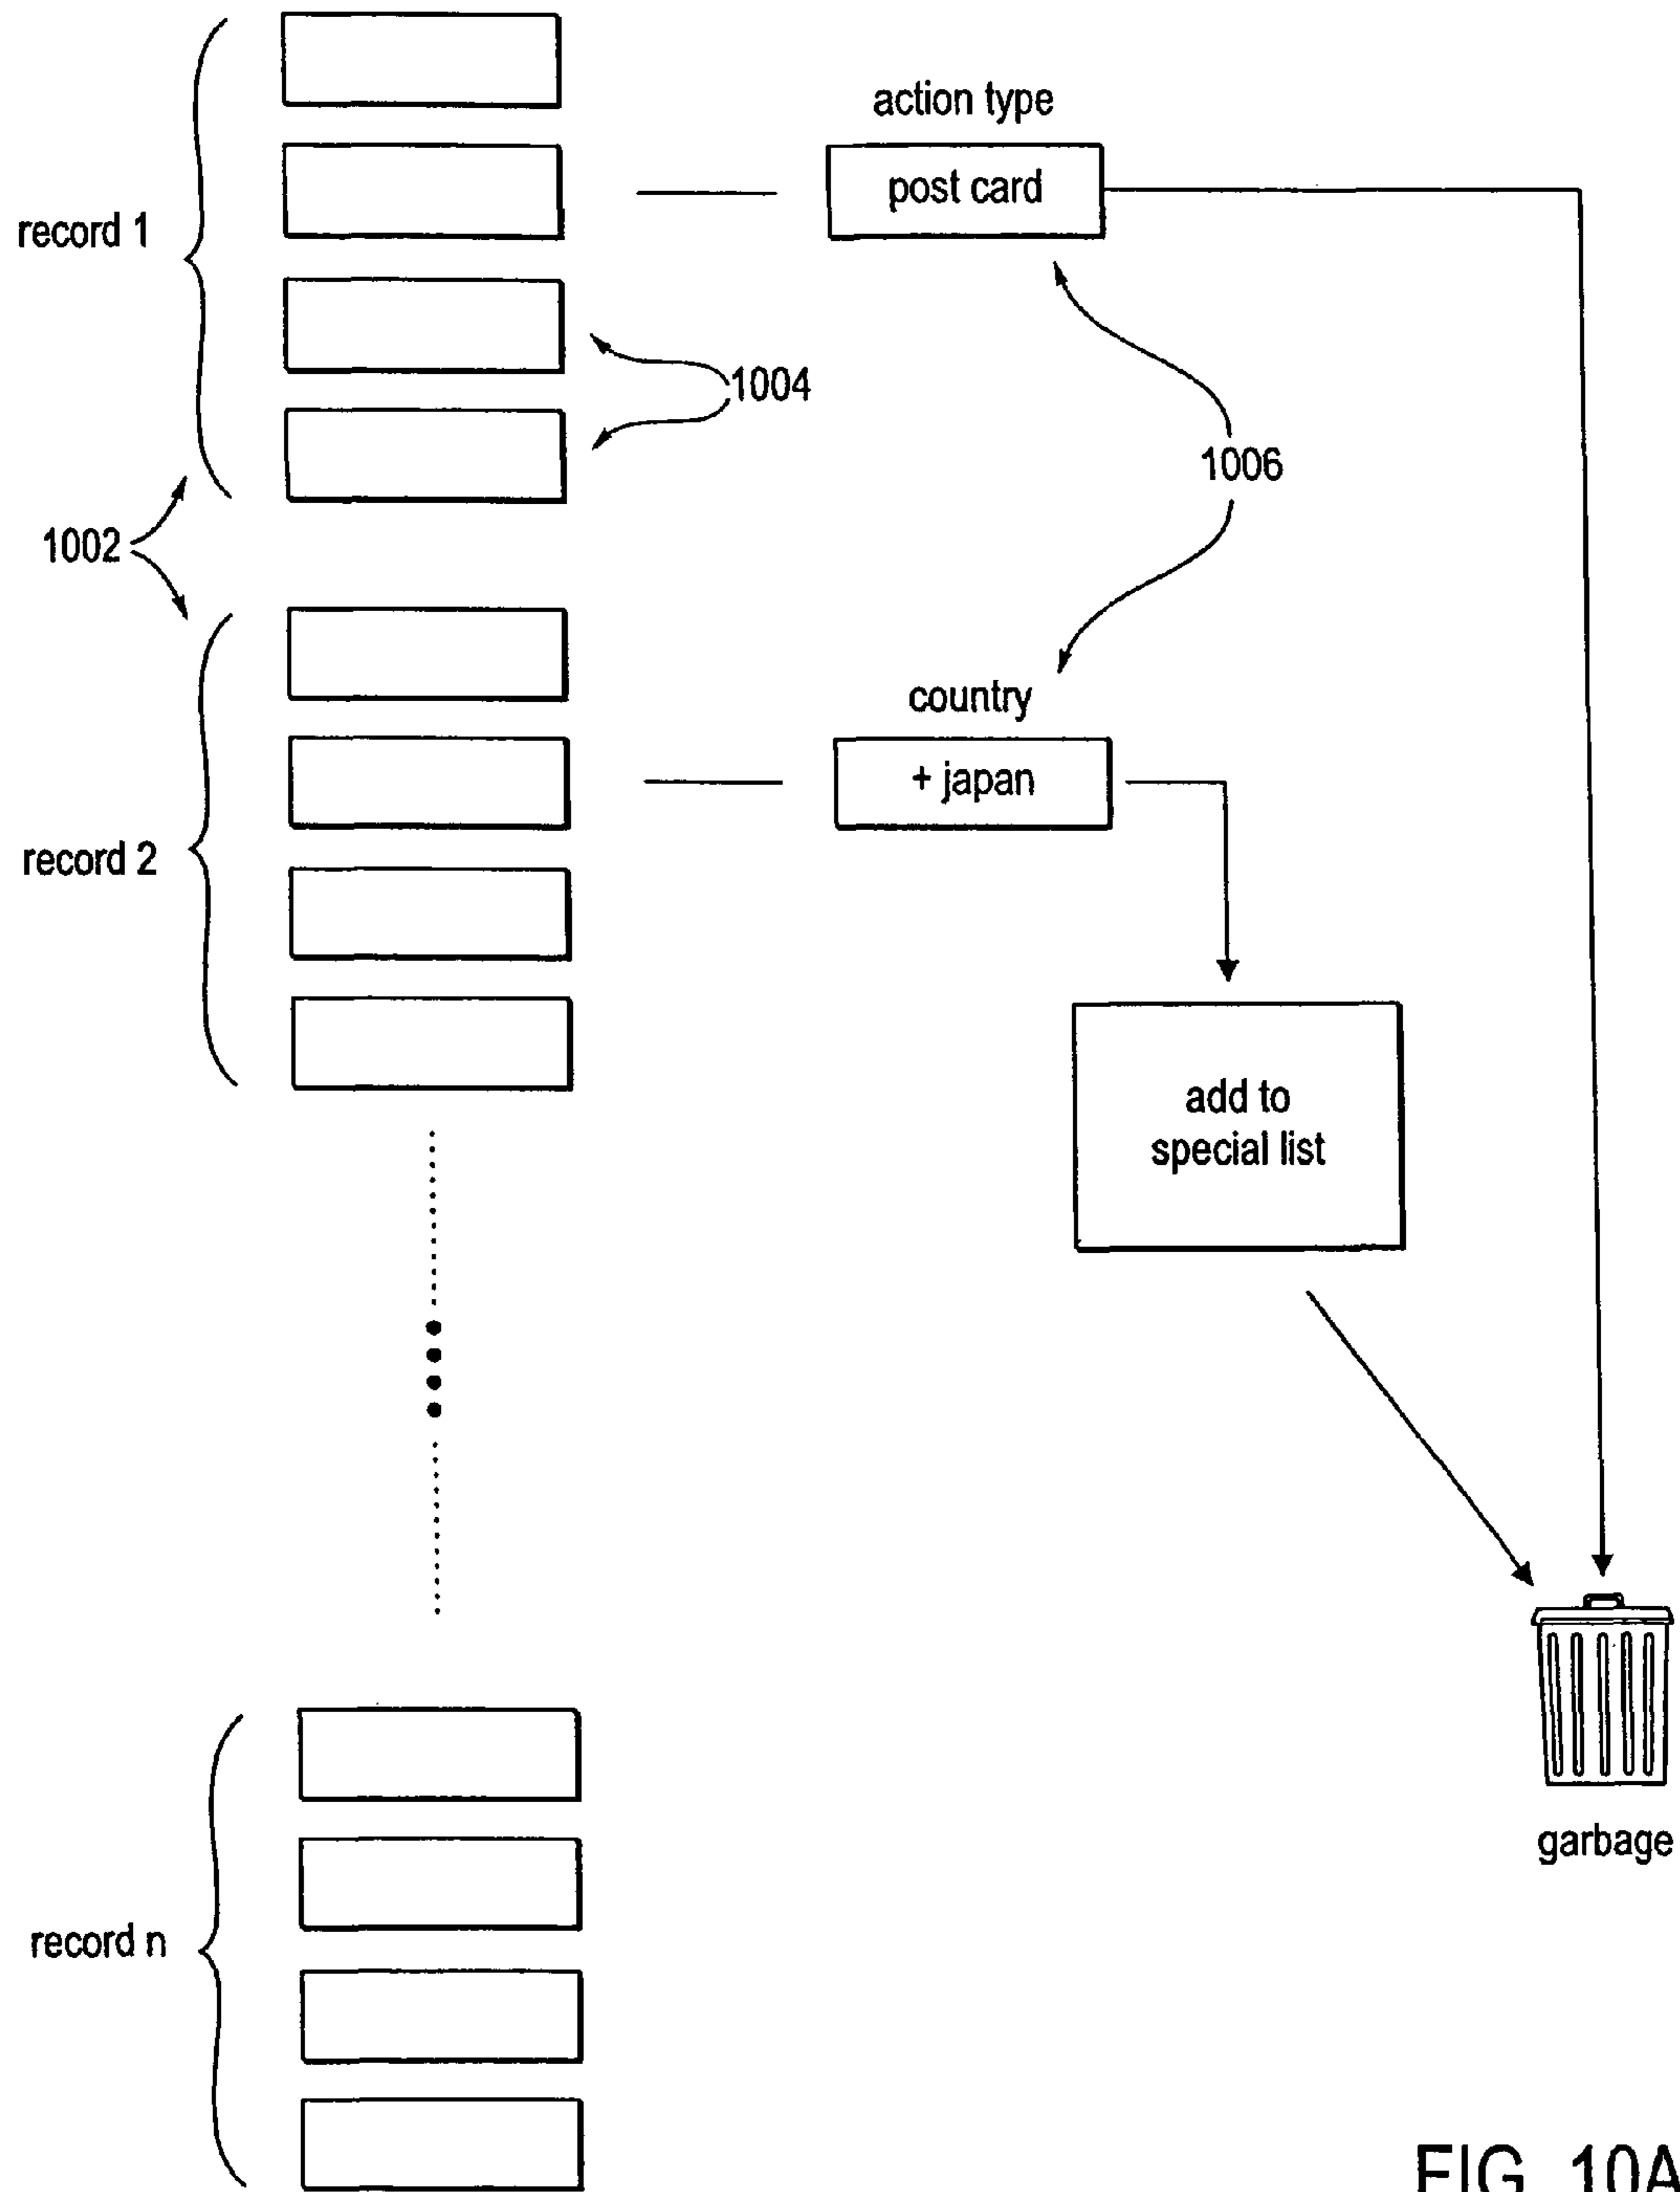 action type
post card
record 1
1004
1006
1002
country
+ japan
record 2
add to
special list
garbage
record n
FIG. 10A